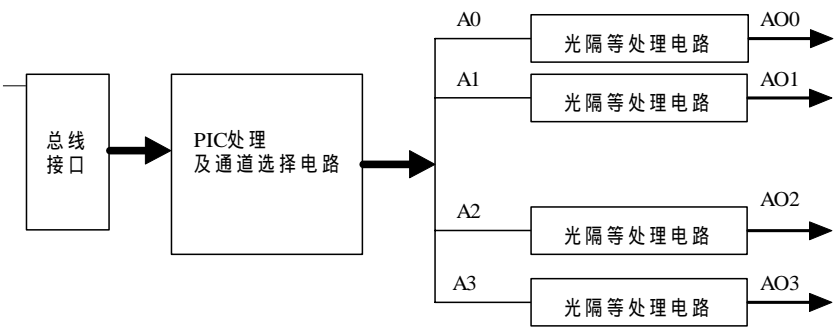 A0
光隔等处理电路
AO0
A1
光隔等处理电路
AO1
总线
接口
PIC处理
及通道选择电路
A2
光隔等处理电路
AO2
A3
光隔等处理电路
AO3